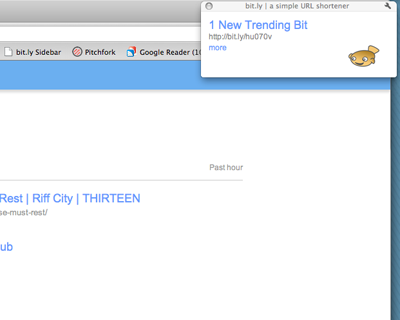 bit.ly | a simple URL shortener
1 New Trending Bit
http://bit.ly/hu070v
more
bit.ly Sidebar
Pitchfork
Google Reader (10
Past hour
Rest | Riff City | THIRTEEN
se-must-rest/
ub